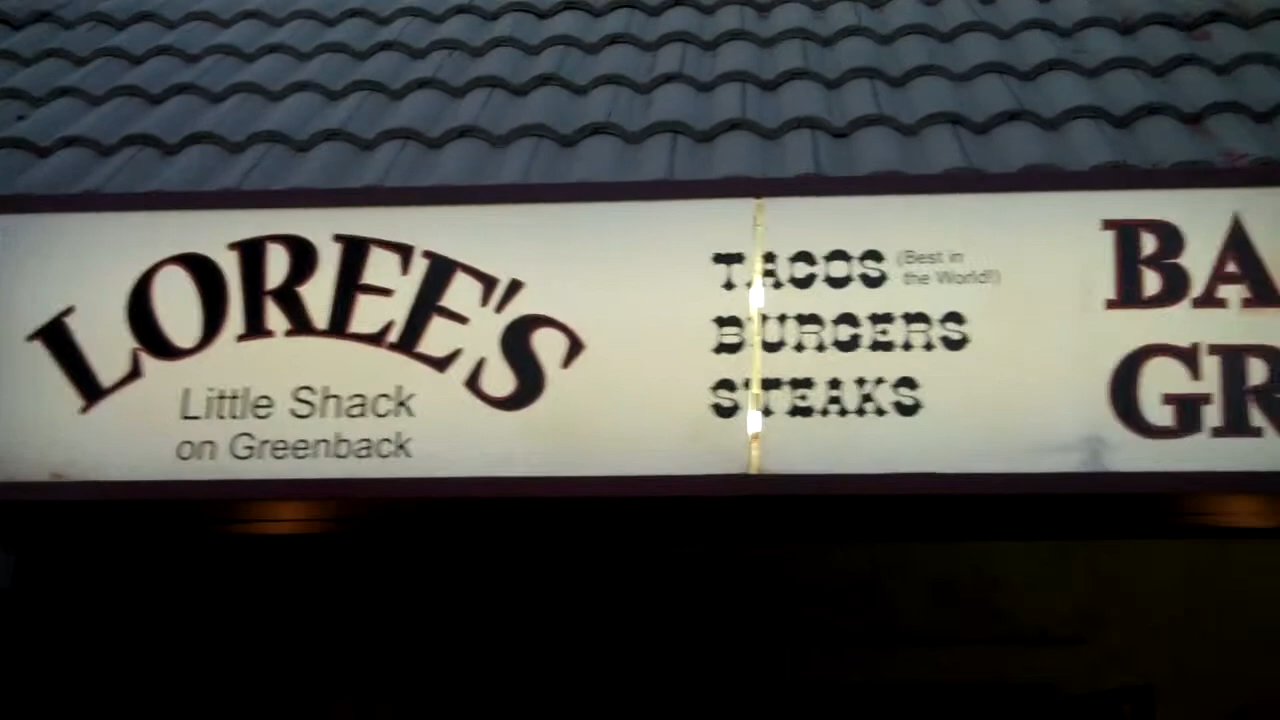 LOREE'S
Little Shack
on Greenback
TACOS (Best in
the World!)
BURGERS
STEAKS
BA
GR